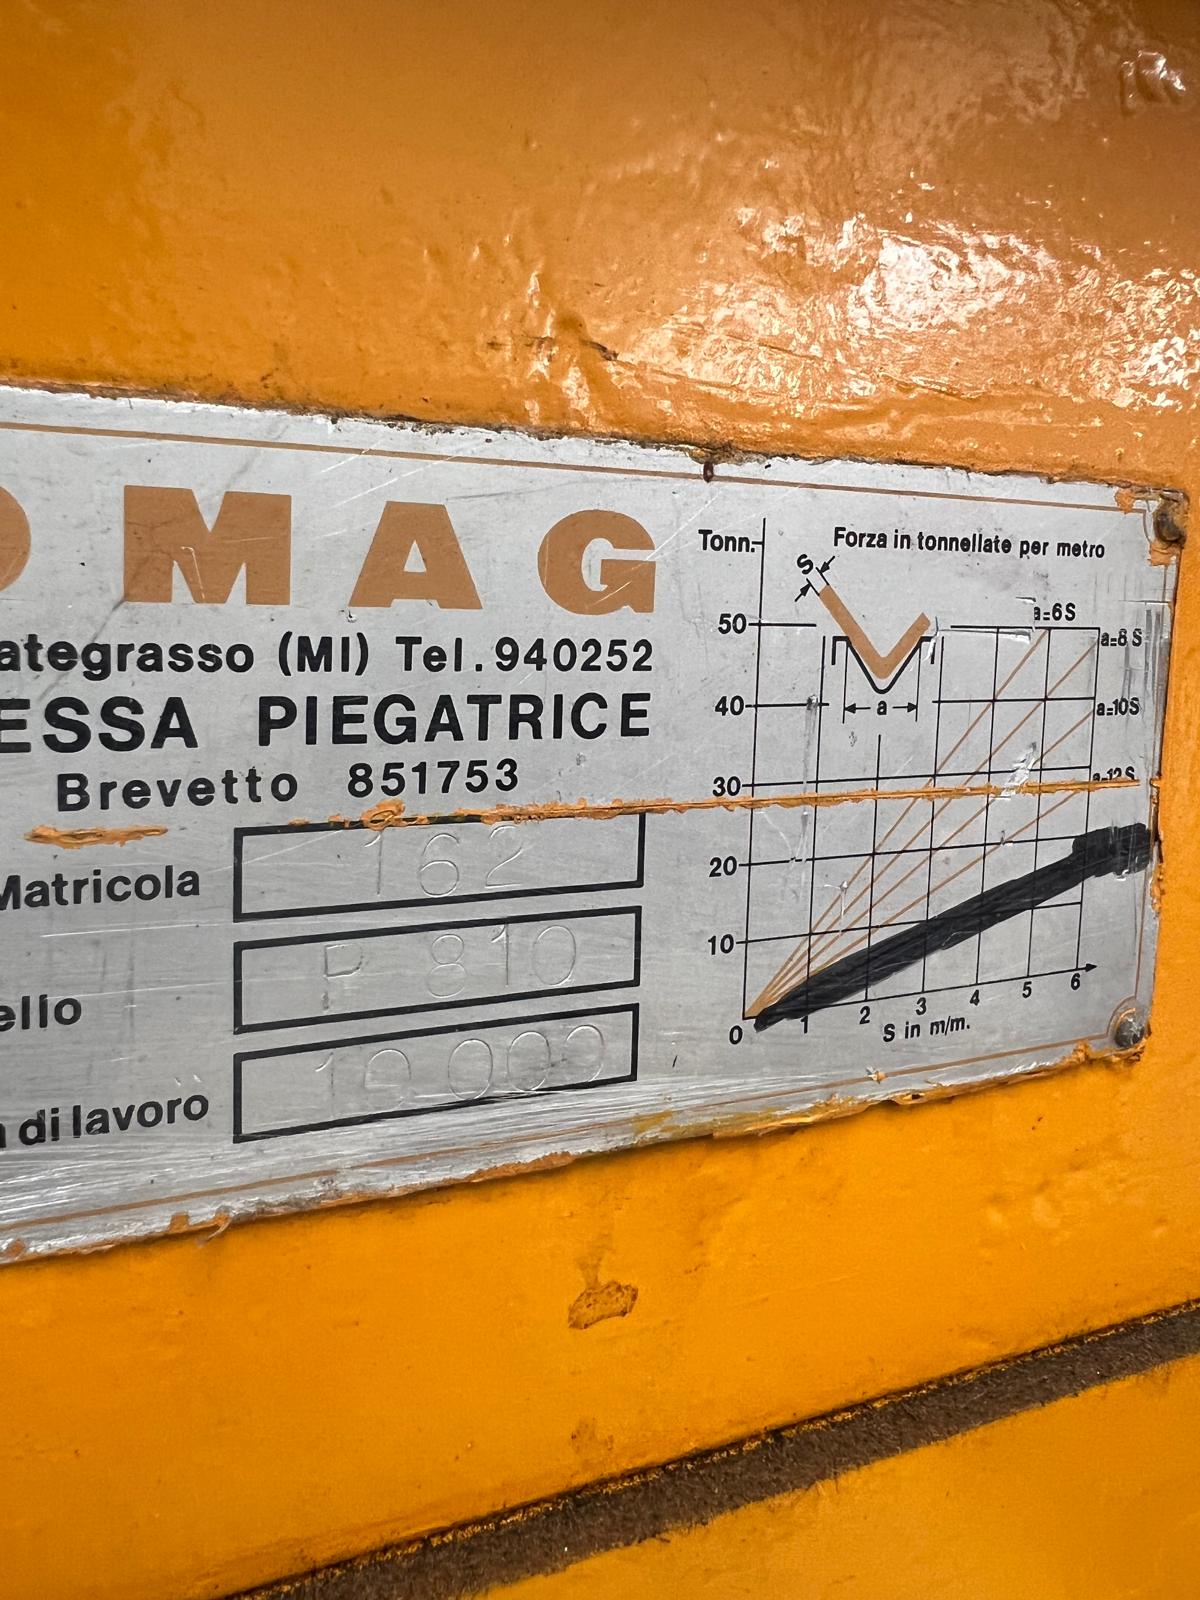 MAG
ategrasso (MI) Tel. 940252
ESSA PIEGATRICE
Brevetto 851753
Matricola 162
ello P 810
di lavoro
Tonn.
Forza in tonnellate per metro
S
a
a=6S
a=8S
a=10S
a=12S
50
40
30
20
10
0 1 2 3 4 5 6
S in m/m.